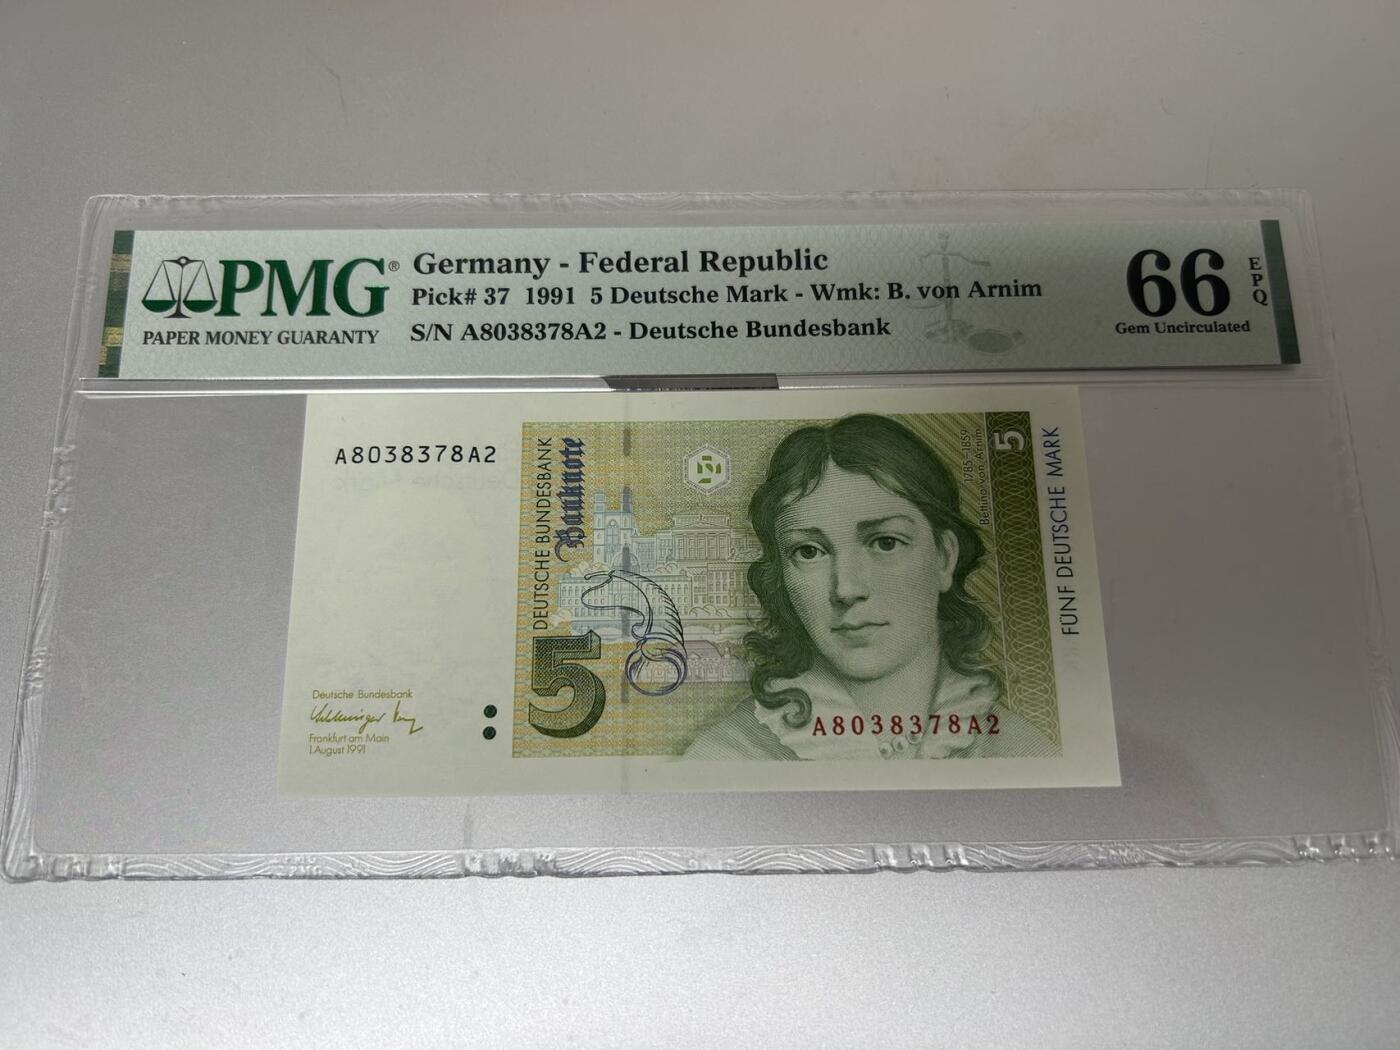 PMG®
PAPER MONEY GUARANTY
Germany - Federal Republic
Pick# 37 1991 5 Deutsche Mark - Wmk: B. von Arnim
S/N A8038378A2 - Deutsche Bundesbank
66
EPQ
Gem Uncirculated
A8038378A2
DEUTSCHE BUNDESBANK
Banknote
5
1785-1859
Bettina von Arnim
5
FÜNF DEUTSCHE MARK
5
Deutsche Bundesbank
Frankfurt am Main
1. August 1991
A8038378A2